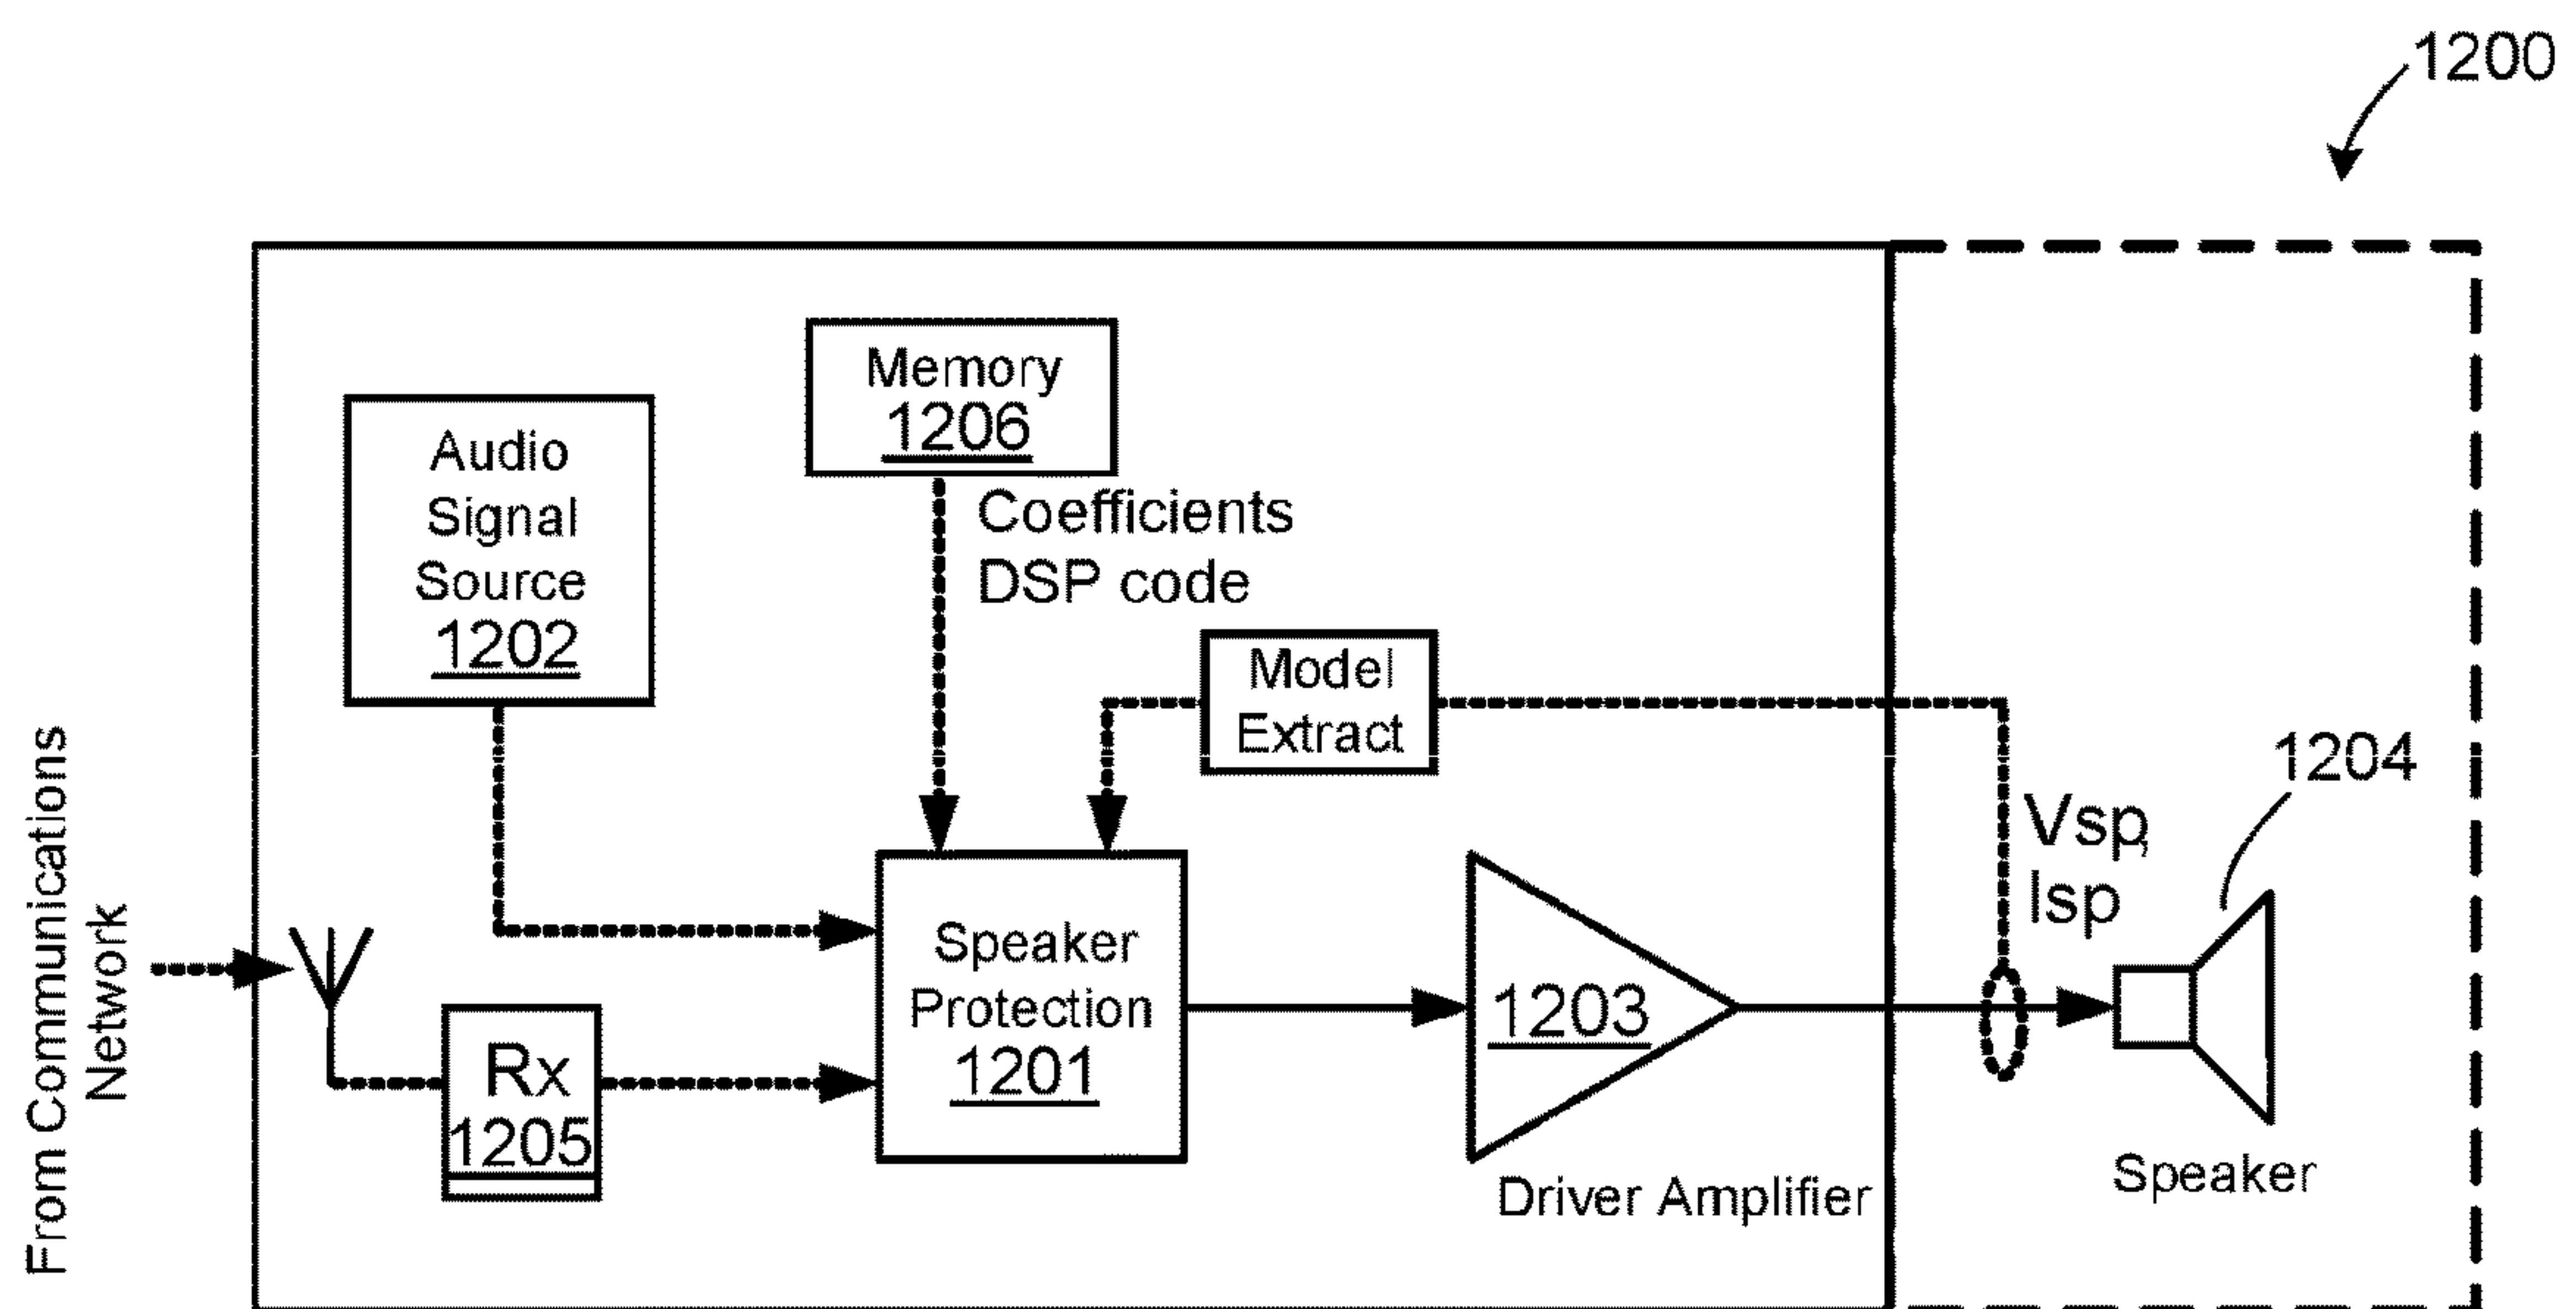 1200
Memory
1206
Audio
Signal
Source
1202
Coefficients
DSP code
Model
Extract
1204
Vsp,
Isp
From Communications
Network
Speaker
Protection
1201
1203
Rx
1205
Driver Amplifier
Speaker